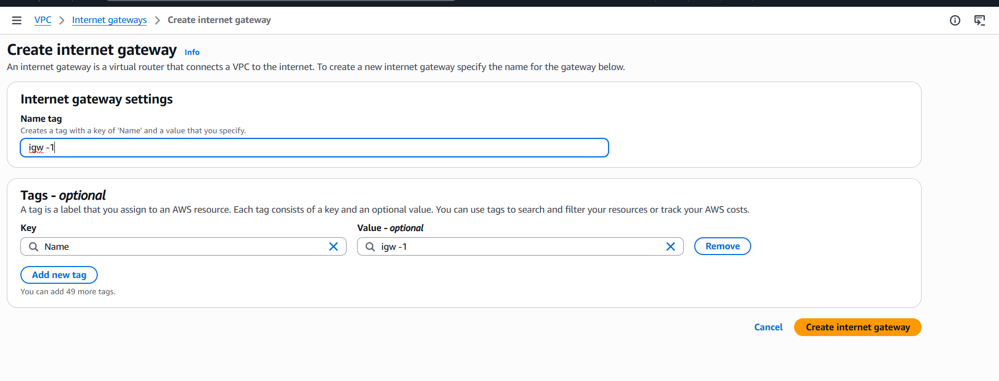 VPC > Internet gateways > Create internet gateway
Create internet gateway Info
An internet gateway is a virtual router that connects a VPC to the internet. To create a new internet gateway specify the name for the gateway below.
Internet gateway settings
Name tag
Creates a tag with a key of 'Name' and a value that you specify.
igw -1
Tags - optional
A tag is a label that you assign to an AWS resource. Each tag consists of a key and an optional value. You can use tags to search and filter your resources or track your AWS costs.
Key Value - optional
Name igw -1 Remove
Add new tag
You can add 49 more tags.
Cancel Create internet gateway